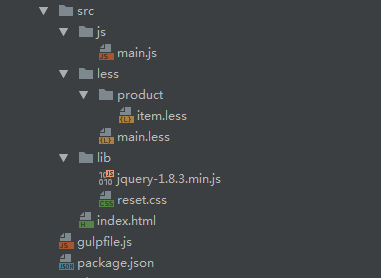 src
js
main.js
less
product
item.less
main.less
lib
jquery-1.8.3.min.js
reset.css
index.html
gulpfile.js
package.json